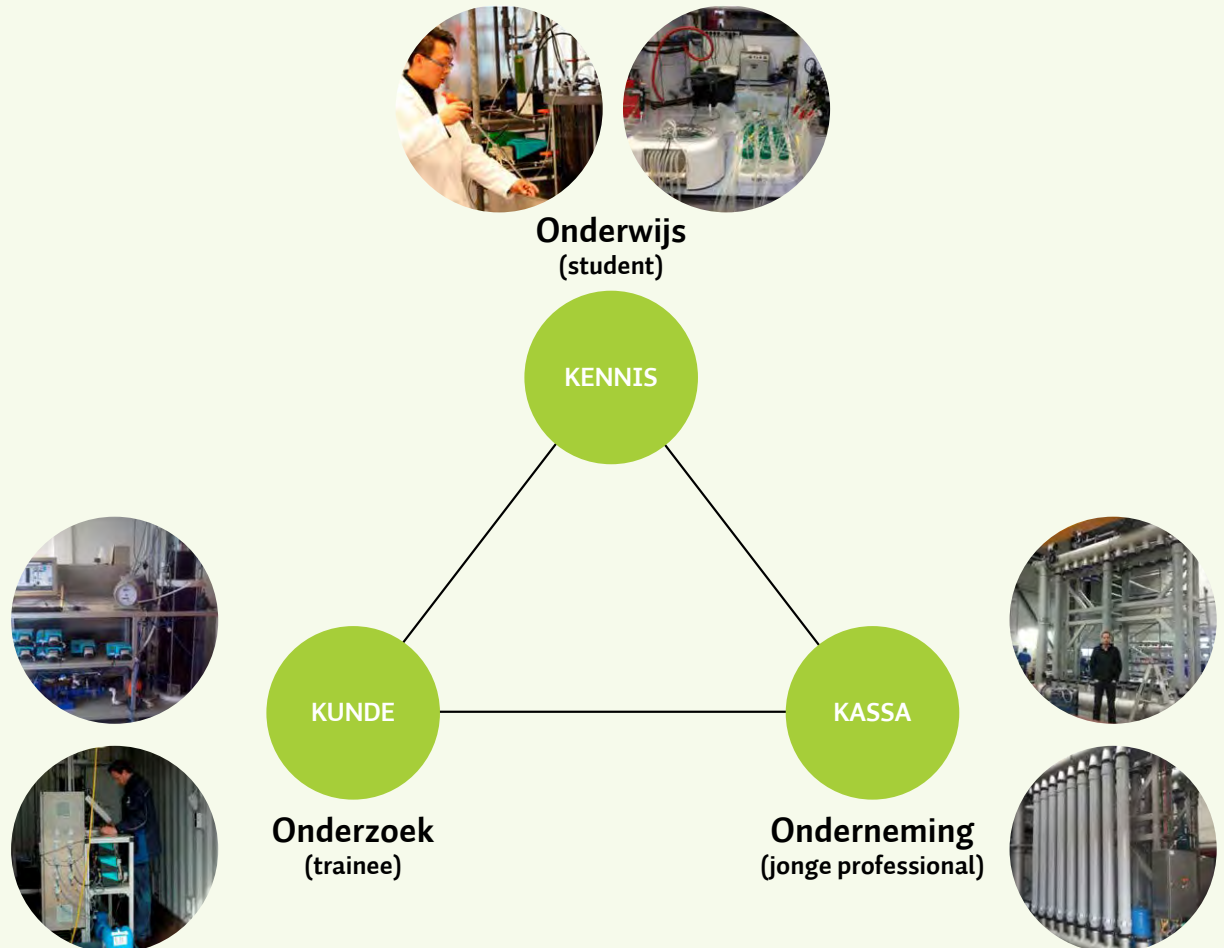 Onderwijs
(student)
KENNIS
KUNDE
KASSA
Onderzoek
(trainee)
Onderneming
(jonge professional)